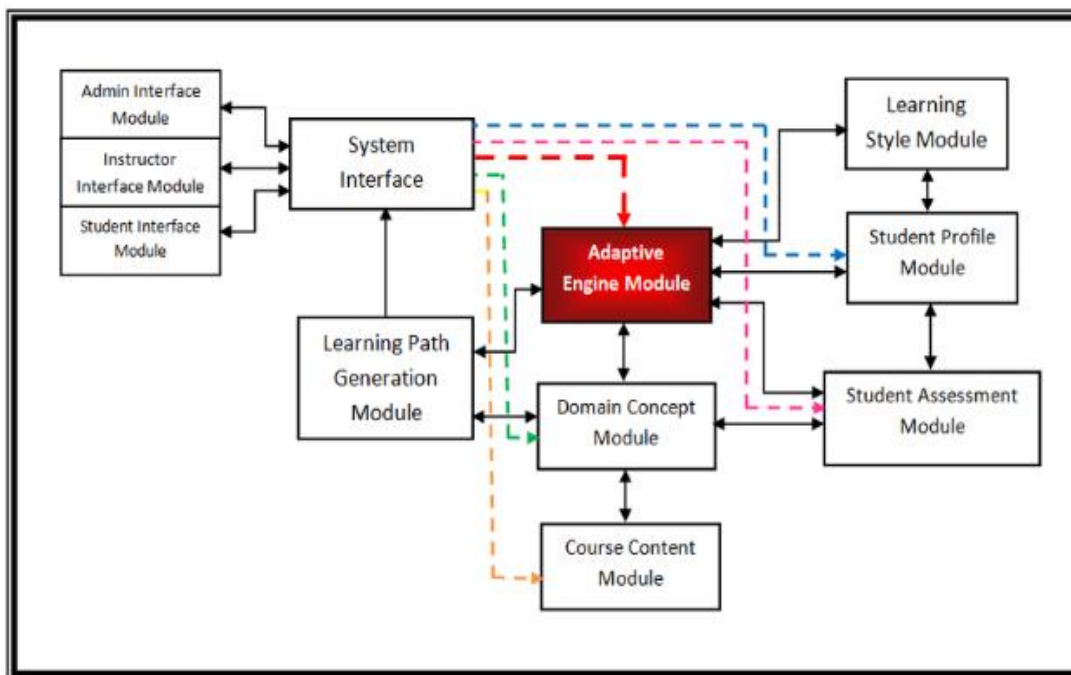 Admin Interface
Module
Instructor
Interface Module
Student Interface
Module
System
Interface
Learning
Style Module
Adaptive
Engine Module
Student Profile
Module
Learning Path
Generation
Module
Domain Concept
Module
Student Assessment
Module
Course Content
Module